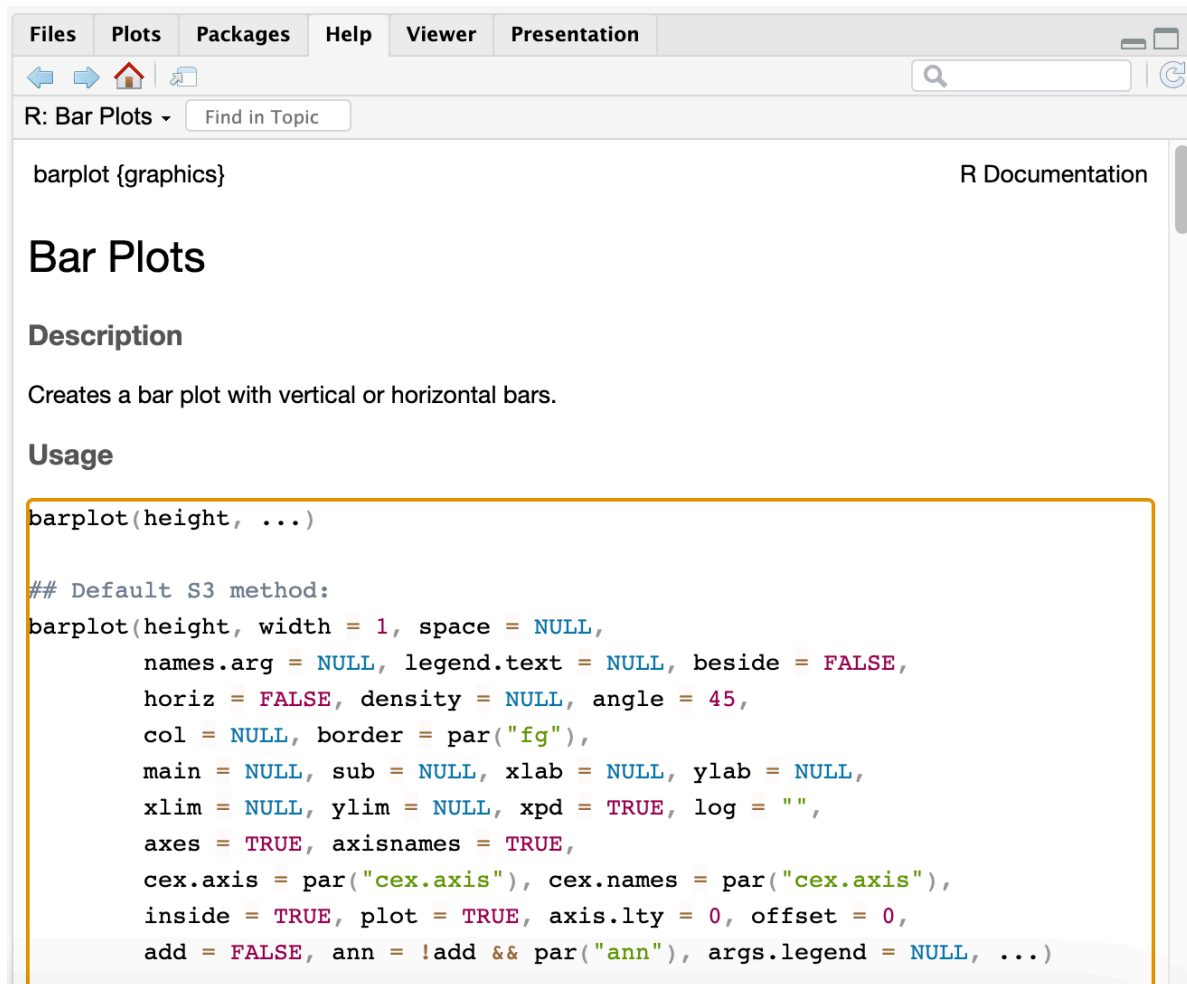 Files Plots Packages Help Viewer Presentation
R: Bar Plots Find in Topic
barplot {graphics} R Documentation
Bar Plots
Description
Creates a bar plot with vertical or horizontal bars.
Usage
barplot(height, ...)
## Default S3 method:
barplot(height, width = 1, space = NULL,
        names.arg = NULL, legend.text = NULL, beside = FALSE,
        horiz = FALSE, density = NULL, angle = 45,
        col = NULL, border = par("fg"),
        main = NULL, sub = NULL, xlab = NULL, ylab = NULL,
        xlim = NULL, ylim = NULL, xpd = TRUE, log = "",
        axes = TRUE, axisnames = TRUE,
        cex.axis = par("cex.axis"), cex.names = par("cex.axis"),
        inside = TRUE, plot = TRUE, axis.lty = 0, offset = 0,
        add = FALSE, ann = !add && par("ann"), args.legend = NULL, ...)